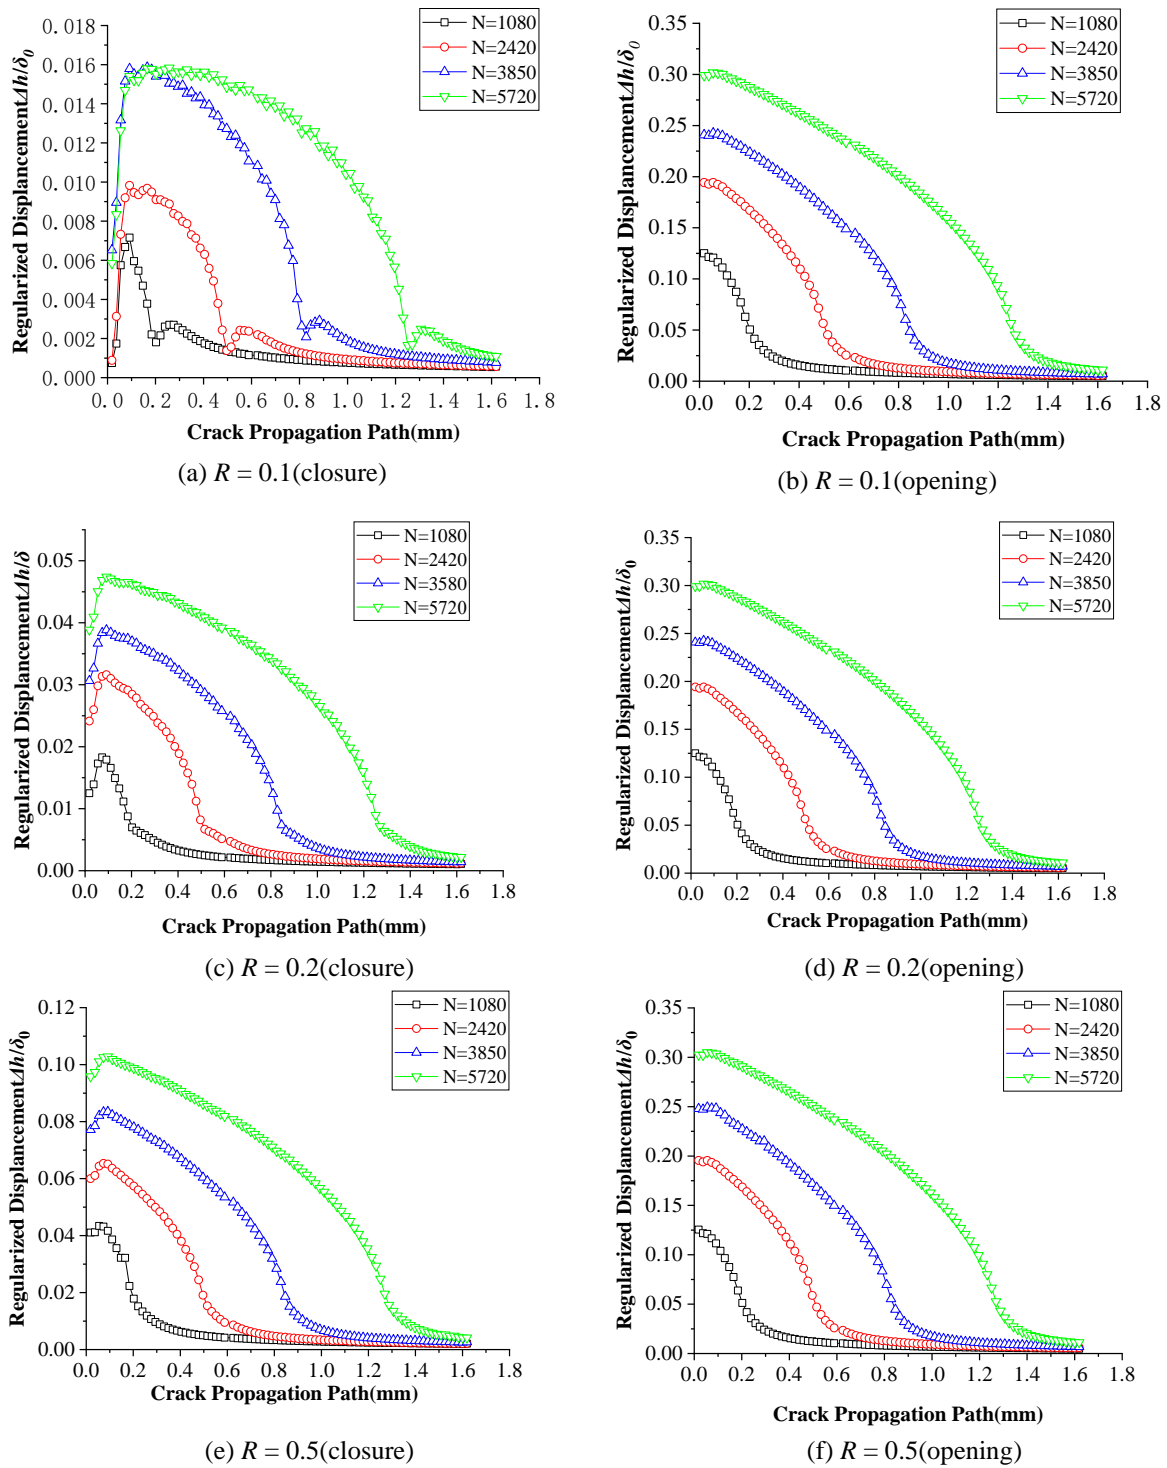 Regularized Displancement Δh/δ0
0.018
0.016
0.014
0.012
0.010
0.008
0.006
0.004
0.002
0.000
0.0 0.2 0.4 0.6 0.8 1.0 1.2 1.4 1.6 1.8
Crack Propagation Path(mm)
N=1080
N=2420
N=3850
N=5720
(a) R = 0.1(closure)
Regularized Displancement Δh/δ0
0.35
0.30
0.25
0.20
0.15
0.10
0.05
0.00
0.0 0.2 0.4 0.6 0.8 1.0 1.2 1.4 1.6 1.8
Crack Propagation Path(mm)
N=1080
N=2420
N=3850
N=5720
(b) R = 0.1(opening)
Regularized Displancement Δh/δ
0.05
0.04
0.03
0.02
0.01
0.00
0.0 0.2 0.4 0.6 0.8 1.0 1.2 1.4 1.6 1.8
Crack Propagation Path(mm)
N=1080
N=2420
N=3580
N=5720
(c) R = 0.2(closure)
Regularized Displancement Δh/δ0
0.35
0.30
0.25
0.20
0.15
0.10
0.05
0.00
0.0 0.2 0.4 0.6 0.8 1.0 1.2 1.4 1.6 1.8
Crack Propagation Path(mm)
N=1080
N=2420
N=3850
N=5720
(d) R = 0.2(opening)
Regularized Displancement Δh/δ0
0.12
0.10
0.08
0.06
0.04
0.02
0.00
0.0 0.2 0.4 0.6 0.8 1.0 1.2 1.4 1.6 1.8
Crack Propagation Path(mm)
N=1080
N=2420
N=3850
N=5720
(e) R = 0.5(closure)
Regularized Displancement Δh/δ0
0.35
0.30
0.25
0.20
0.15
0.10
0.05
0.00
0.0 0.2 0.4 0.6 0.8 1.0 1.2 1.4 1.6 1.8
Crack Propagation Path(mm)
N=1080
N=2420
N=3850
N=5720
(f) R = 0.5(opening)